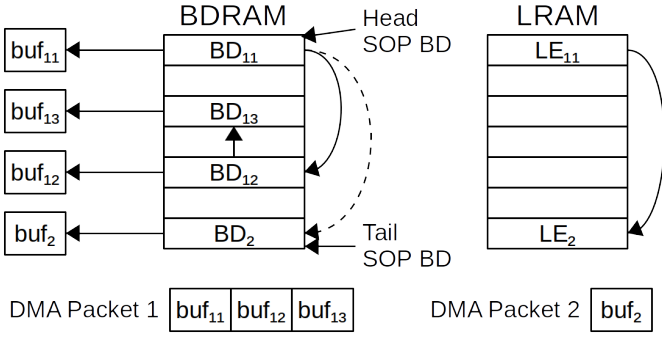 BDRAM
LRAM
Head
SOP BD
buf11
BD11
LE11
buf13
BD13
buf12
BD12
buf2
BD2
Tail
SOP BD
LE2
DMA Packet 1
buf11 buf12 buf13
DMA Packet 2
buf2